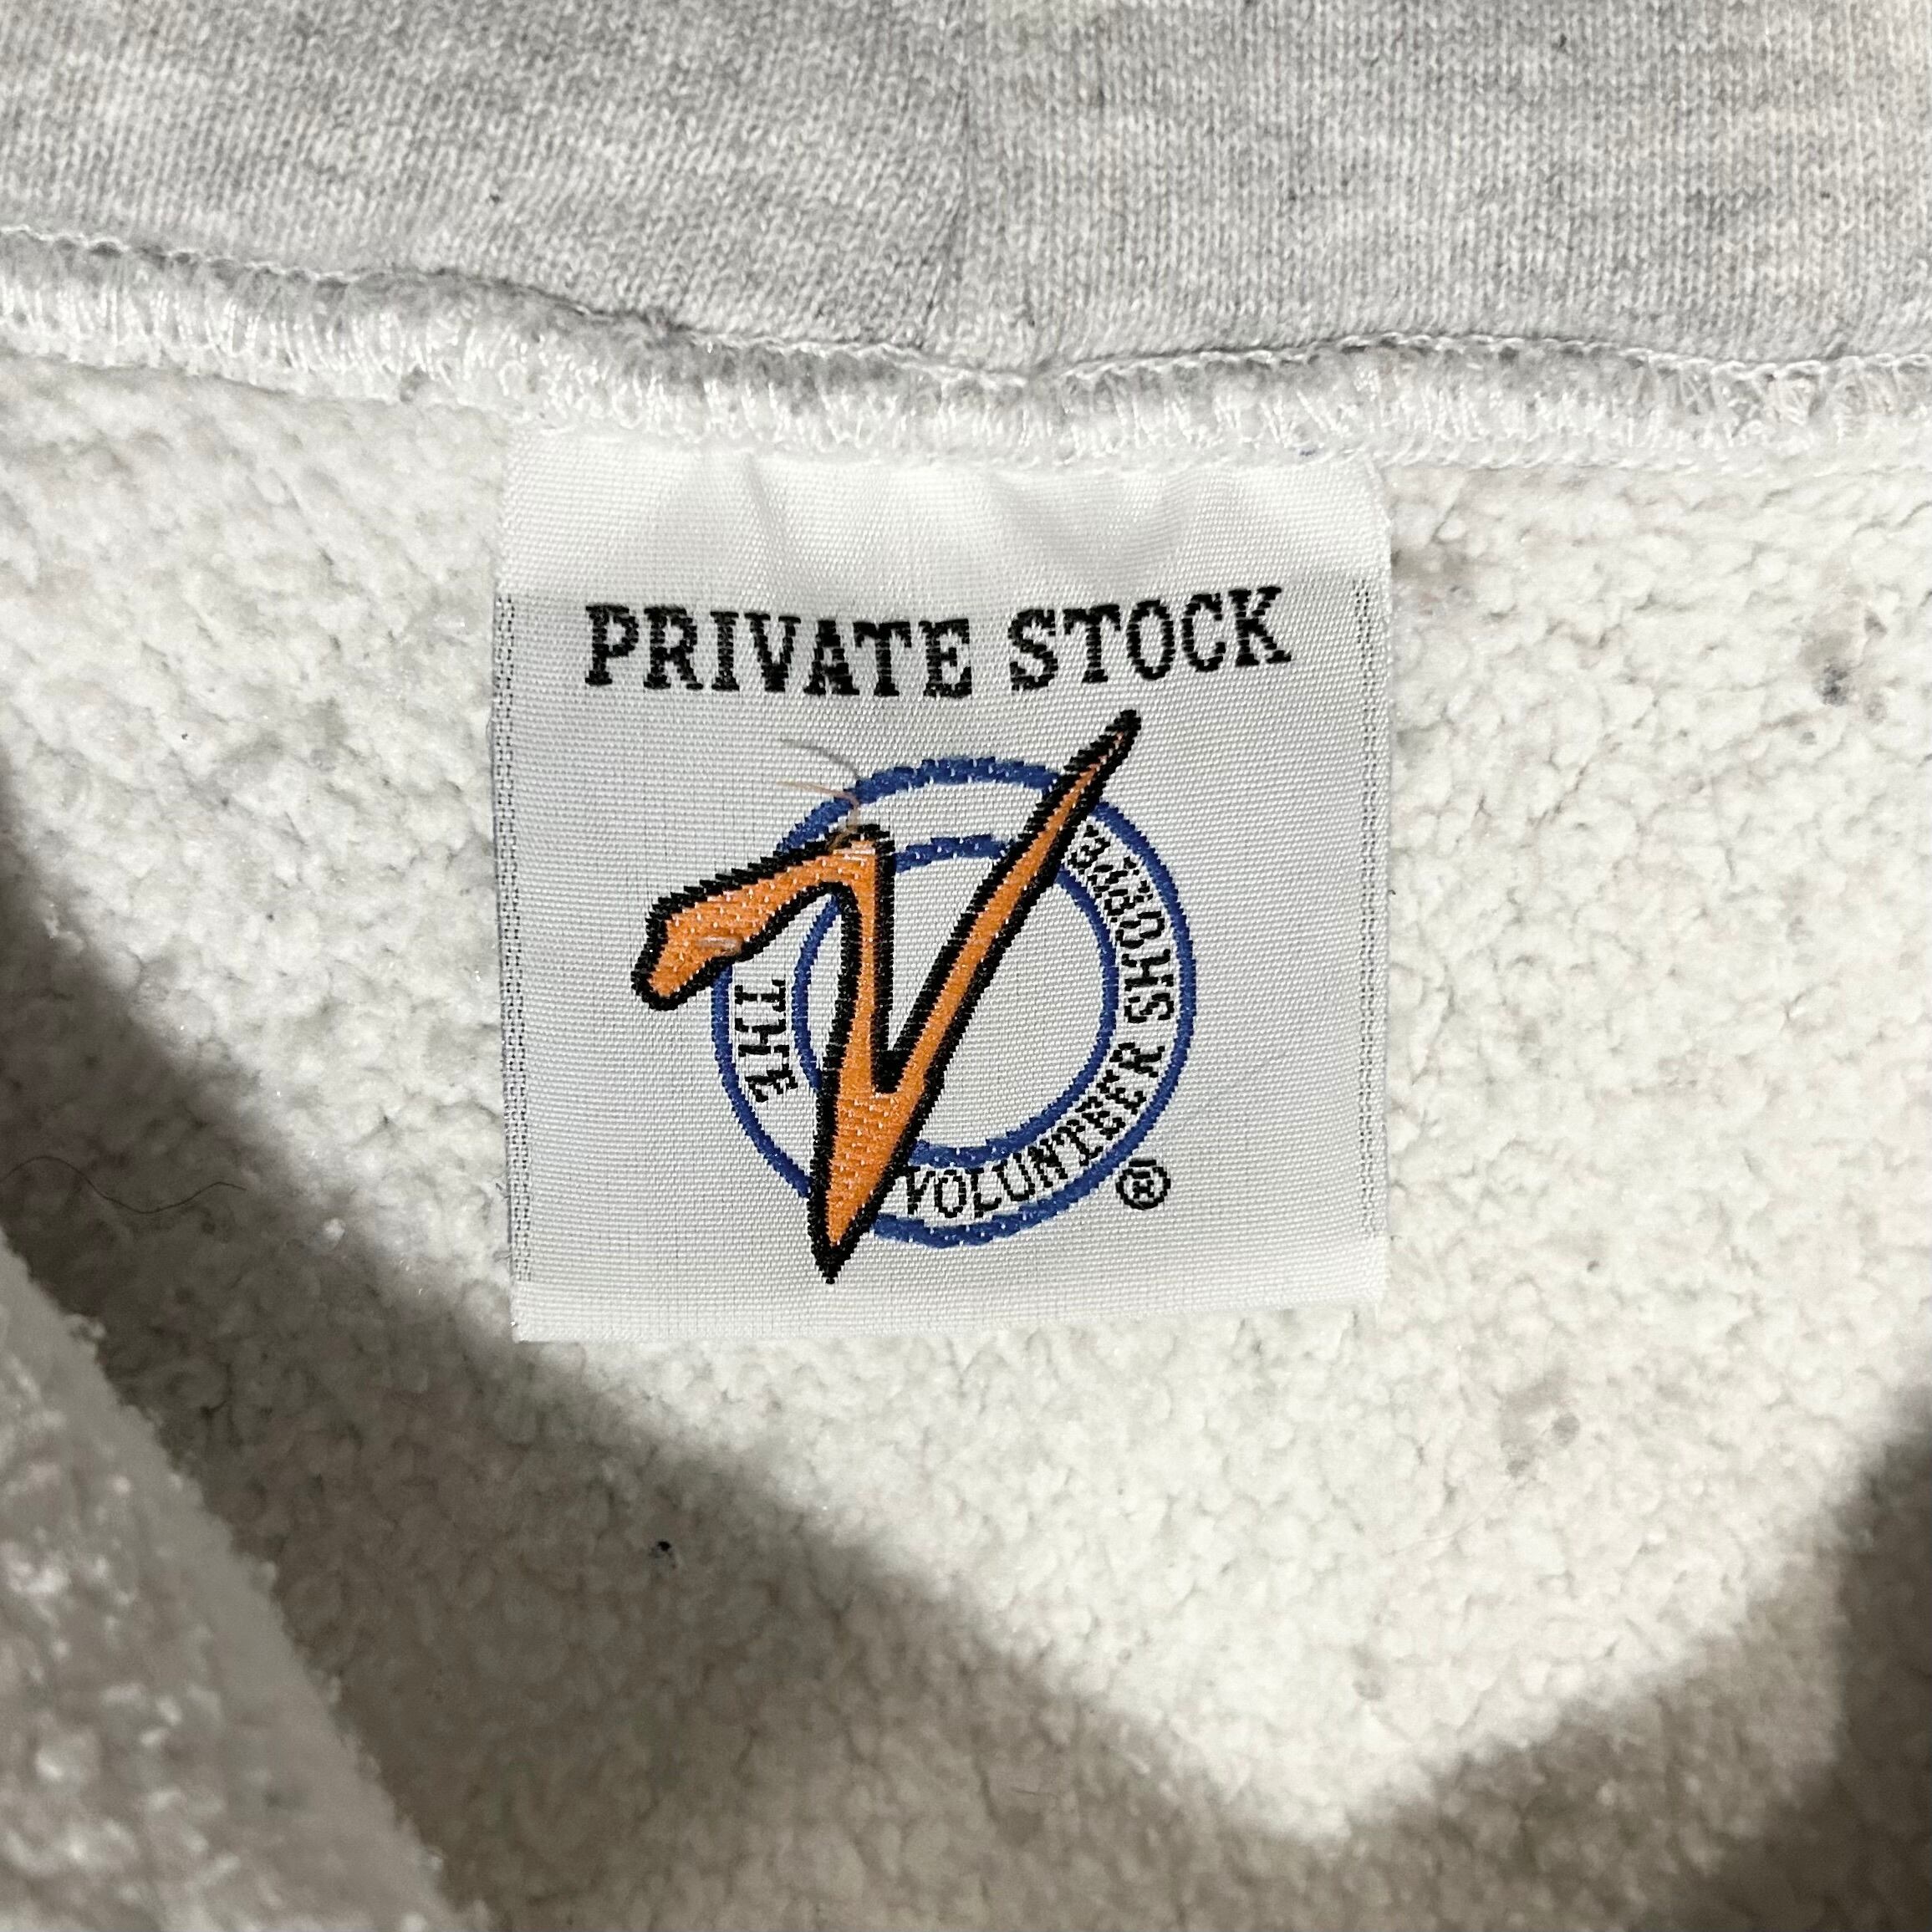 PRIVATE STOCK
V
THE VOLUNTEER SHOPPE
®